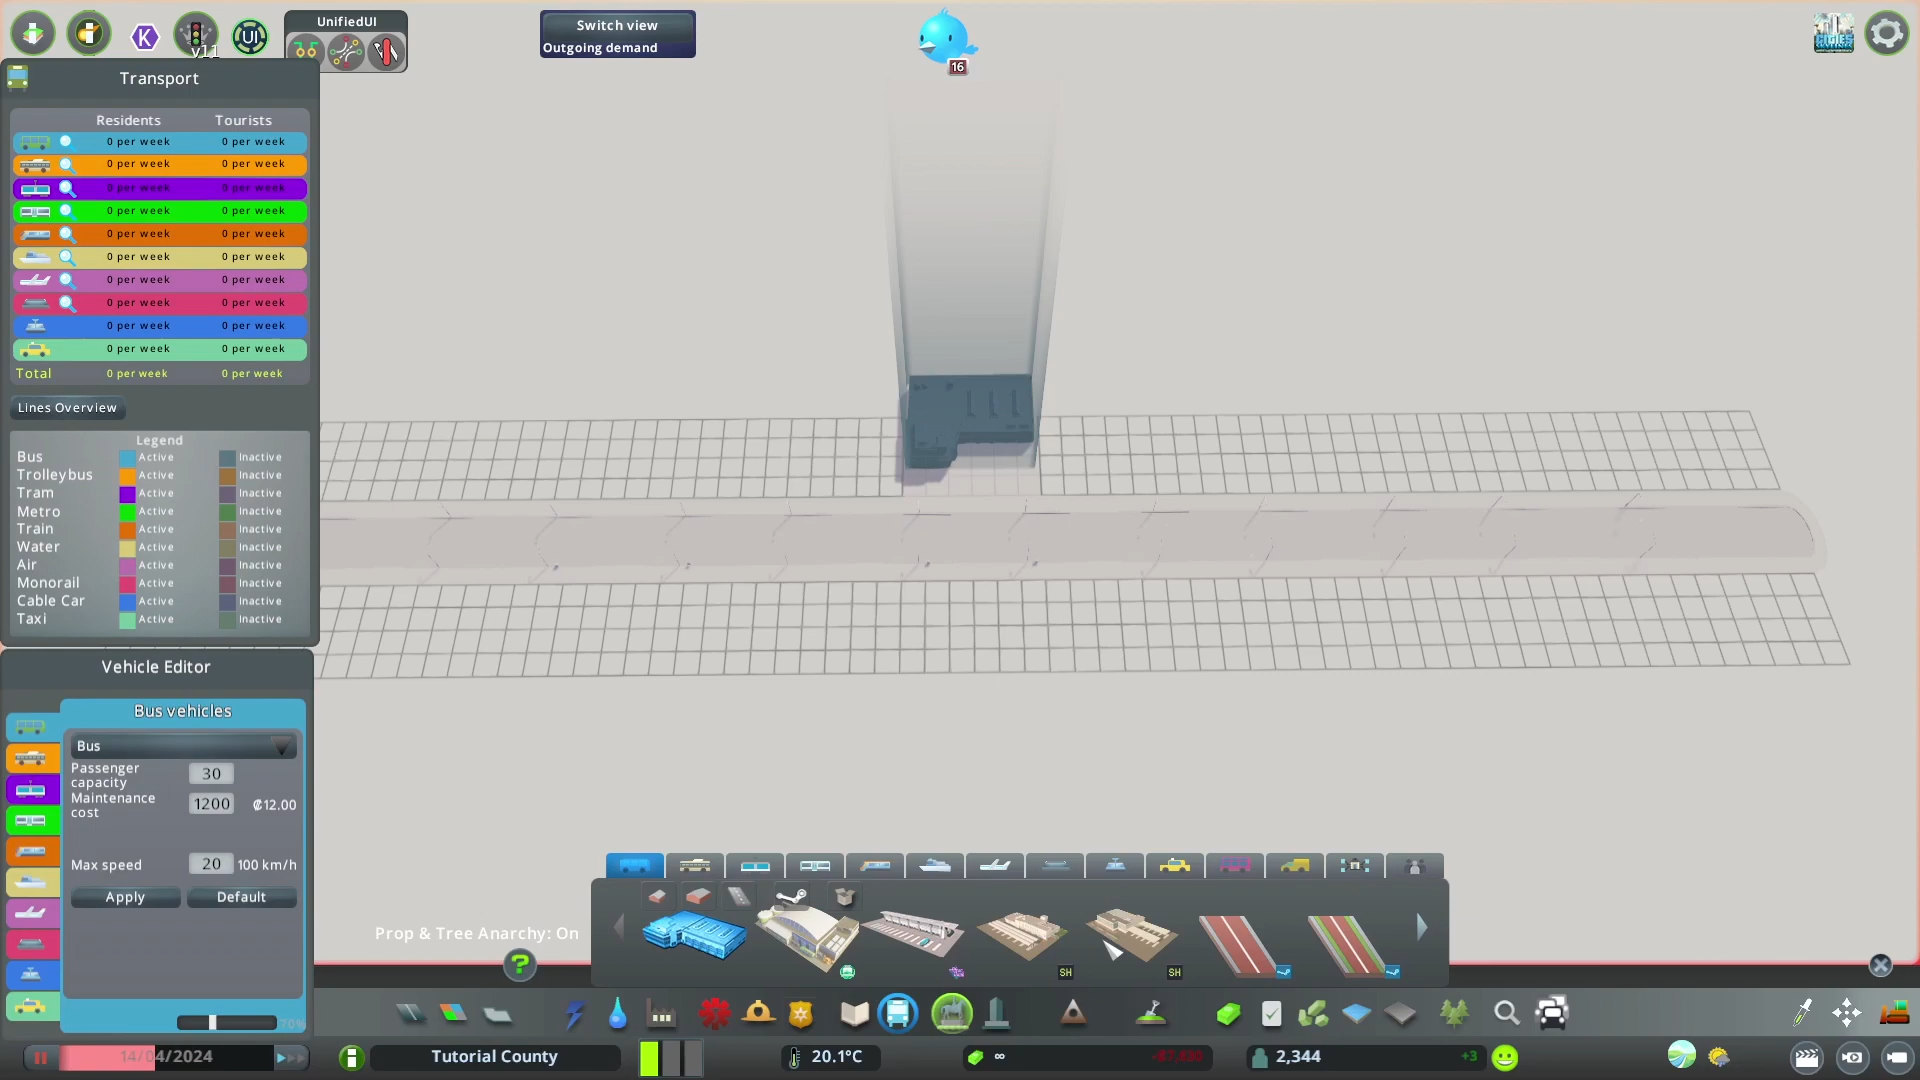 UnifiedUI
v11
K
UI
Switch view
Outgoing demand
16
Transport
Residents Tourists
0 per week 0 per week
0 per week 0 per week
0 per week 0 per week
0 per week 0 per week
0 per week 0 per week
0 per week 0 per week
0 per week 0 per week
0 per week 0 per week
0 per week 0 per week
0 per week 0 per week
Total 0 per week 0 per week
Lines Overview
Legend
Bus Active Inactive
Trolleybus Active Inactive
Tram Active Inactive
Metro Active Inactive
Train Active Inactive
Water Active Inactive
Air Active Inactive
Monorail Active Inactive
Cable Car Active Inactive
Taxi Active Inactive
Vehicle Editor
Bus vehicles
Bus
Passenger
capacity 30
Maintenance
cost 1200 ₡12.00
Max speed 20 100 km/h
Apply Default
70%
Prop & Tree Anarchy: On
?
SH
SH
14/04/2024
Tutorial County
20.1°C
∞
2,344
+3